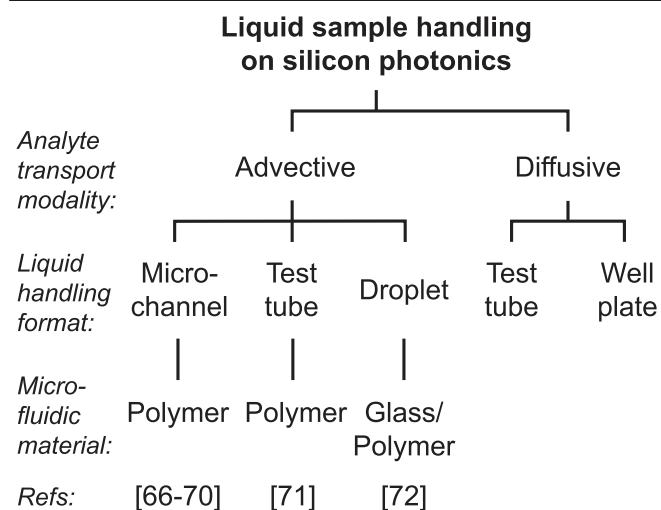 Liquid sample handling
on silicon photonics
Analyte
transport
modality:
Advective
Diffusive
Liquid
handling
format:
Micro-
channel
Test
tube
Droplet
Test
tube
Well
plate
Micro-
fluidic
material:
Polymer
Polymer
Glass/
Polymer
Refs:
[66-70]
[71]
[72]